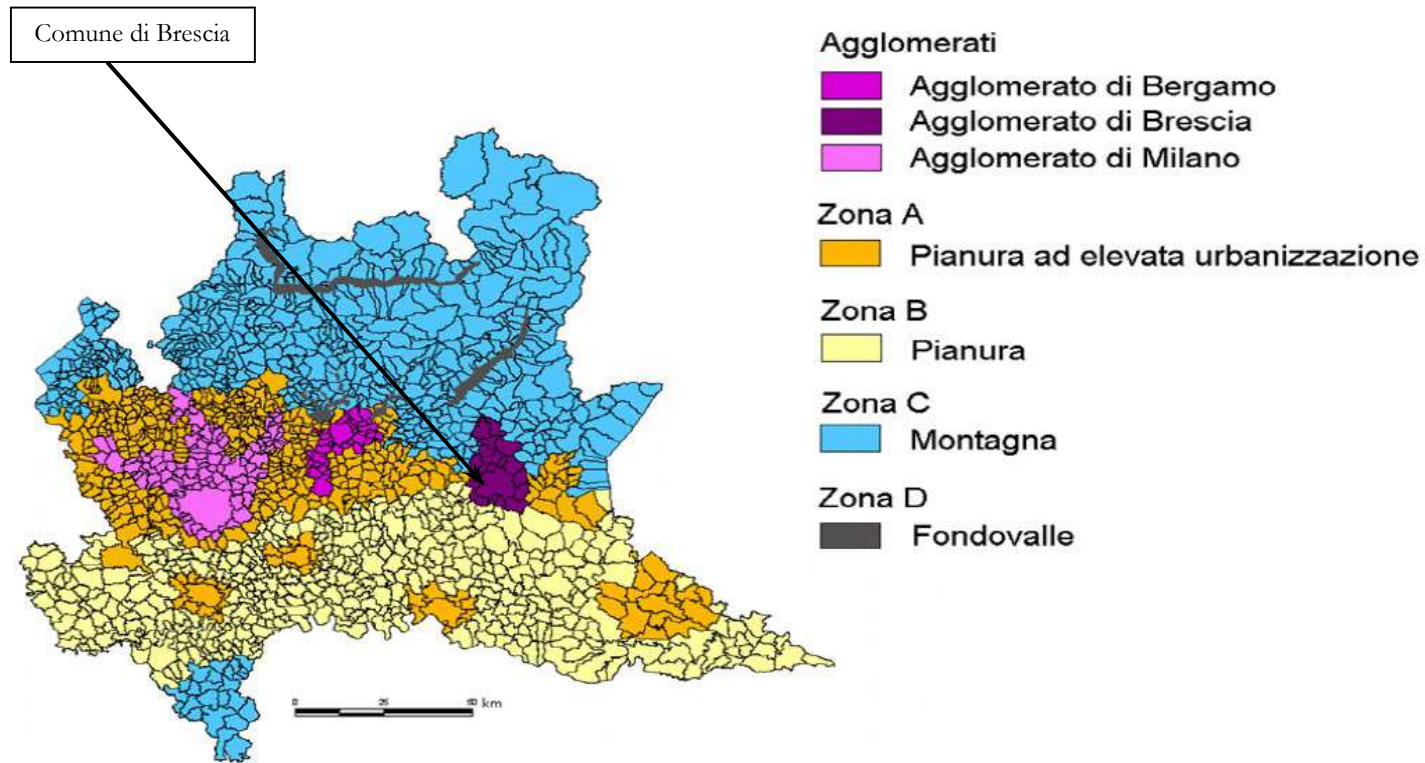 Comune di Brescia
Agglomerati
Agglomerato di Bergamo
Agglomerato di Brescia
Agglomerato di Milano
Zona A
Pianura ad elevata urbanizzazione
Zona B
Pianura
Zona C
Montagna
Zona D
Fondovalle
0 25 50 km